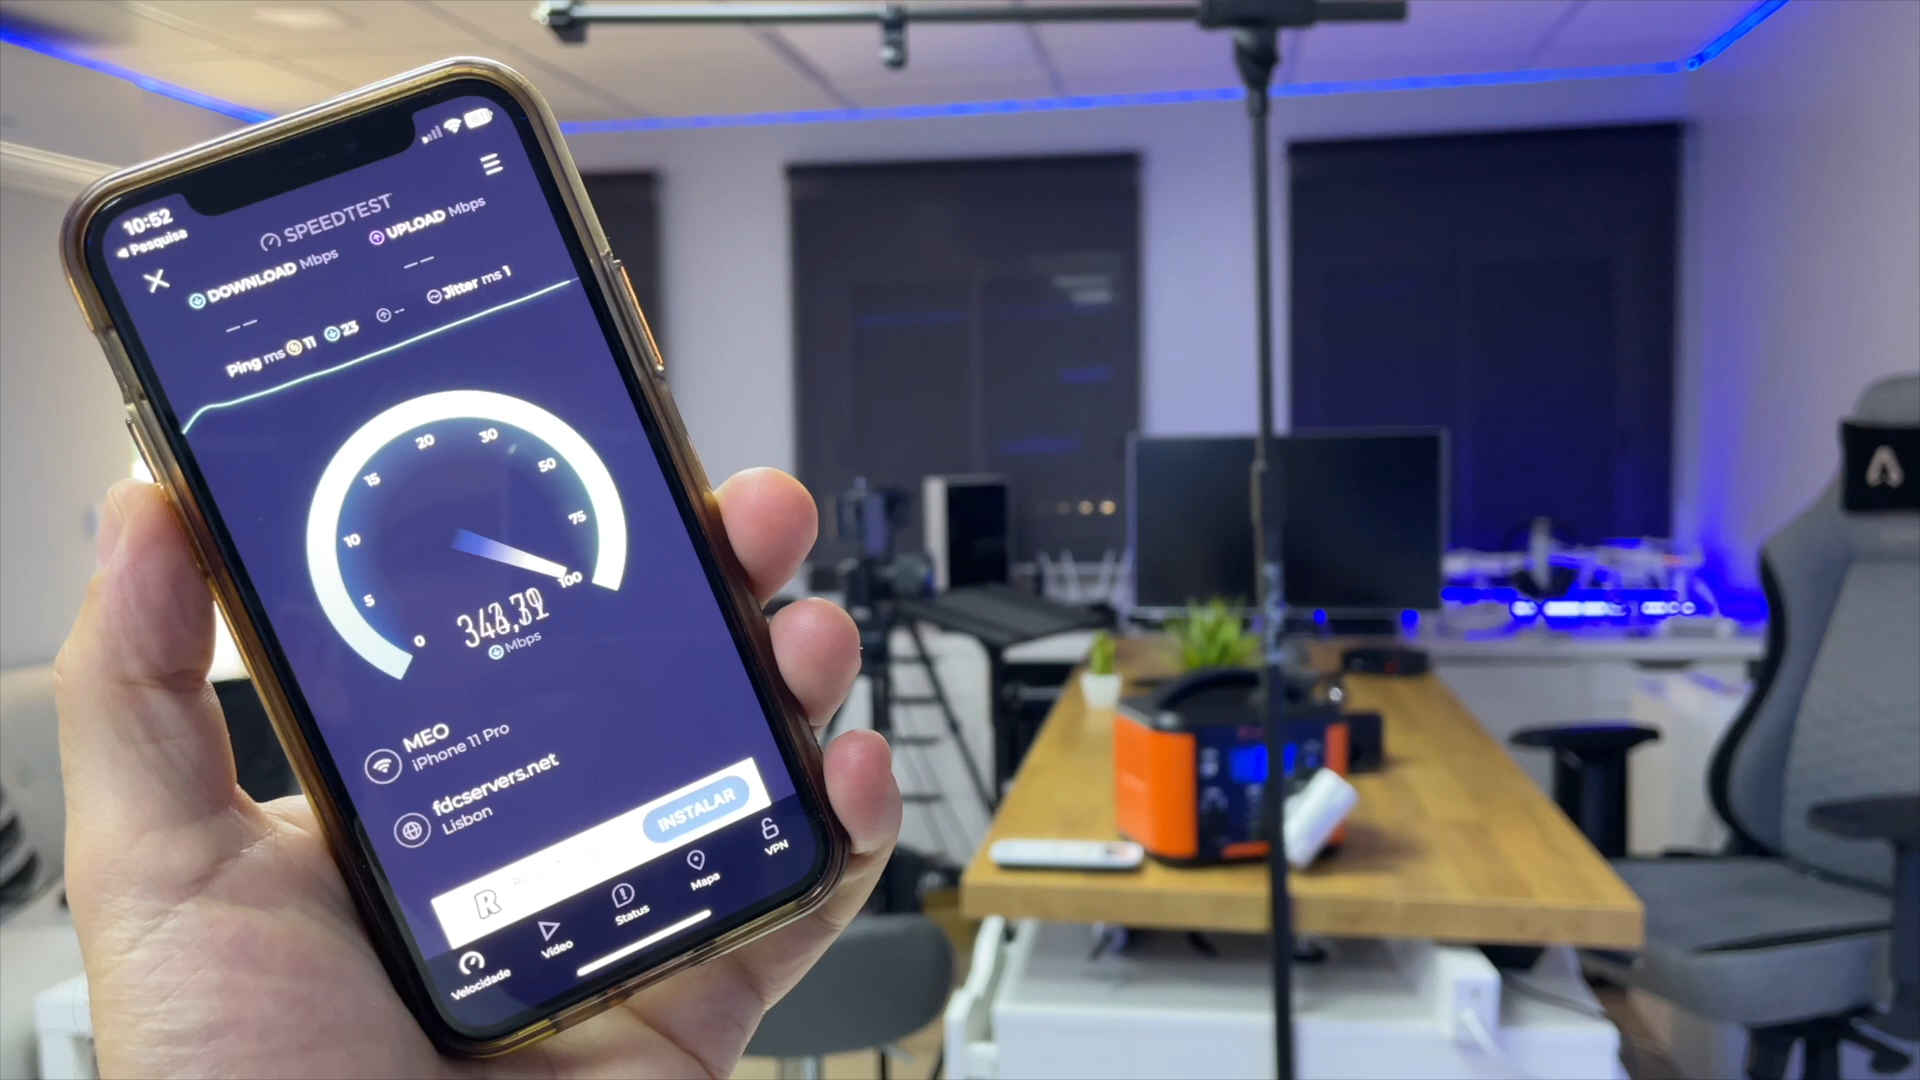 10:52
Pesquisa
SPEEDTEST
DOWNLOAD Mbps
UPLOAD Mbps
Ping ms 11 23 --
Jitter ms 1
0
5
10
15
20
30
50
75
100
Mbps
MEO
iPhone 11 Pro
fdcservers.net
Lisbon
R
INSTALAR
Velocidade
Vídeo
Status
Mapa
VPN